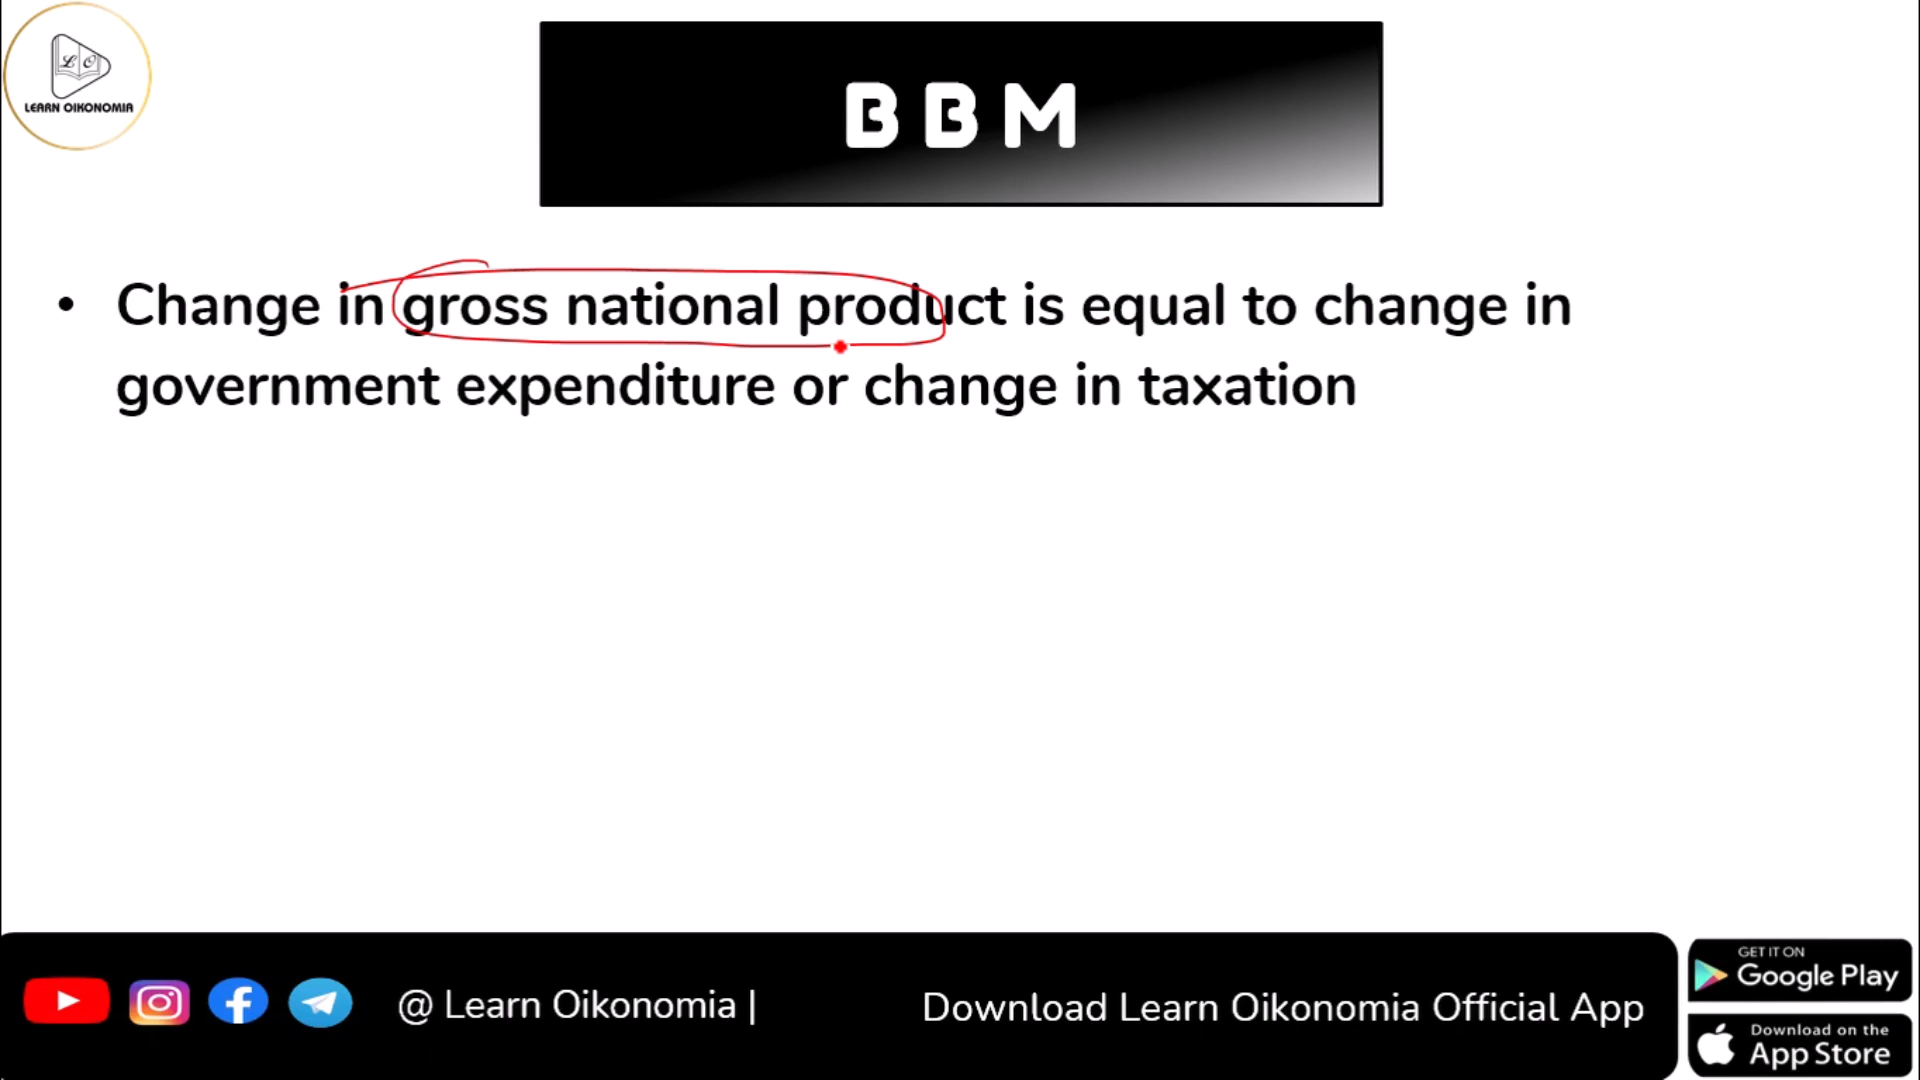 LO
LEARN OIKONOMIA
BBM
• Change in gross national product is equal to change in
government expenditure or change in taxation
@ Learn Oikonomia |
Download Learn Oikonomia Official App
GET IT ON
Google Play
Download on the
App Store